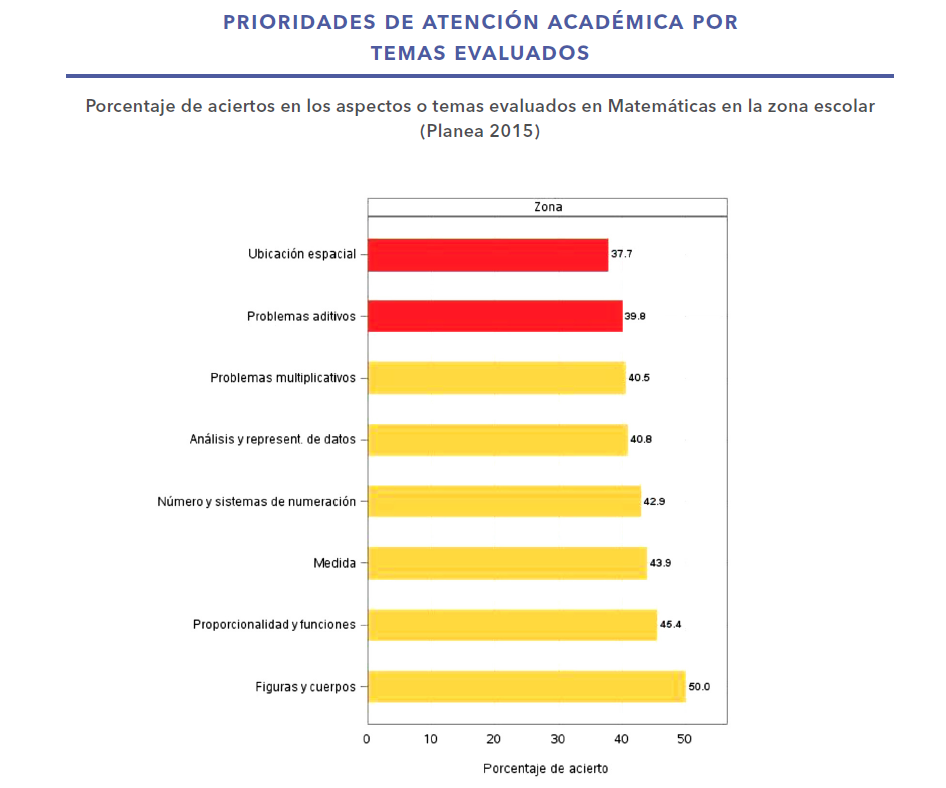 PRIORIDADES DE ATENCIÓN ACADÉMICA POR
TEMAS EVALUADOS
Porcentaje de aciertos en los aspectos o temas evaluados en Matemáticas en la zona escolar
(Planea 2015)
Zona
Ubicación espacial 37.7
Problemas aditivos 39.8
Problemas multiplicativos 40.5
Análisis y represent. de datos 40.8
Número y sistemas de numeración 42.9
Medida 43.9
Proporcionalidad y funciones 45.4
Figuras y cuerpos 50.0
0 10 20 30 40 50
Porcentaje de acierto